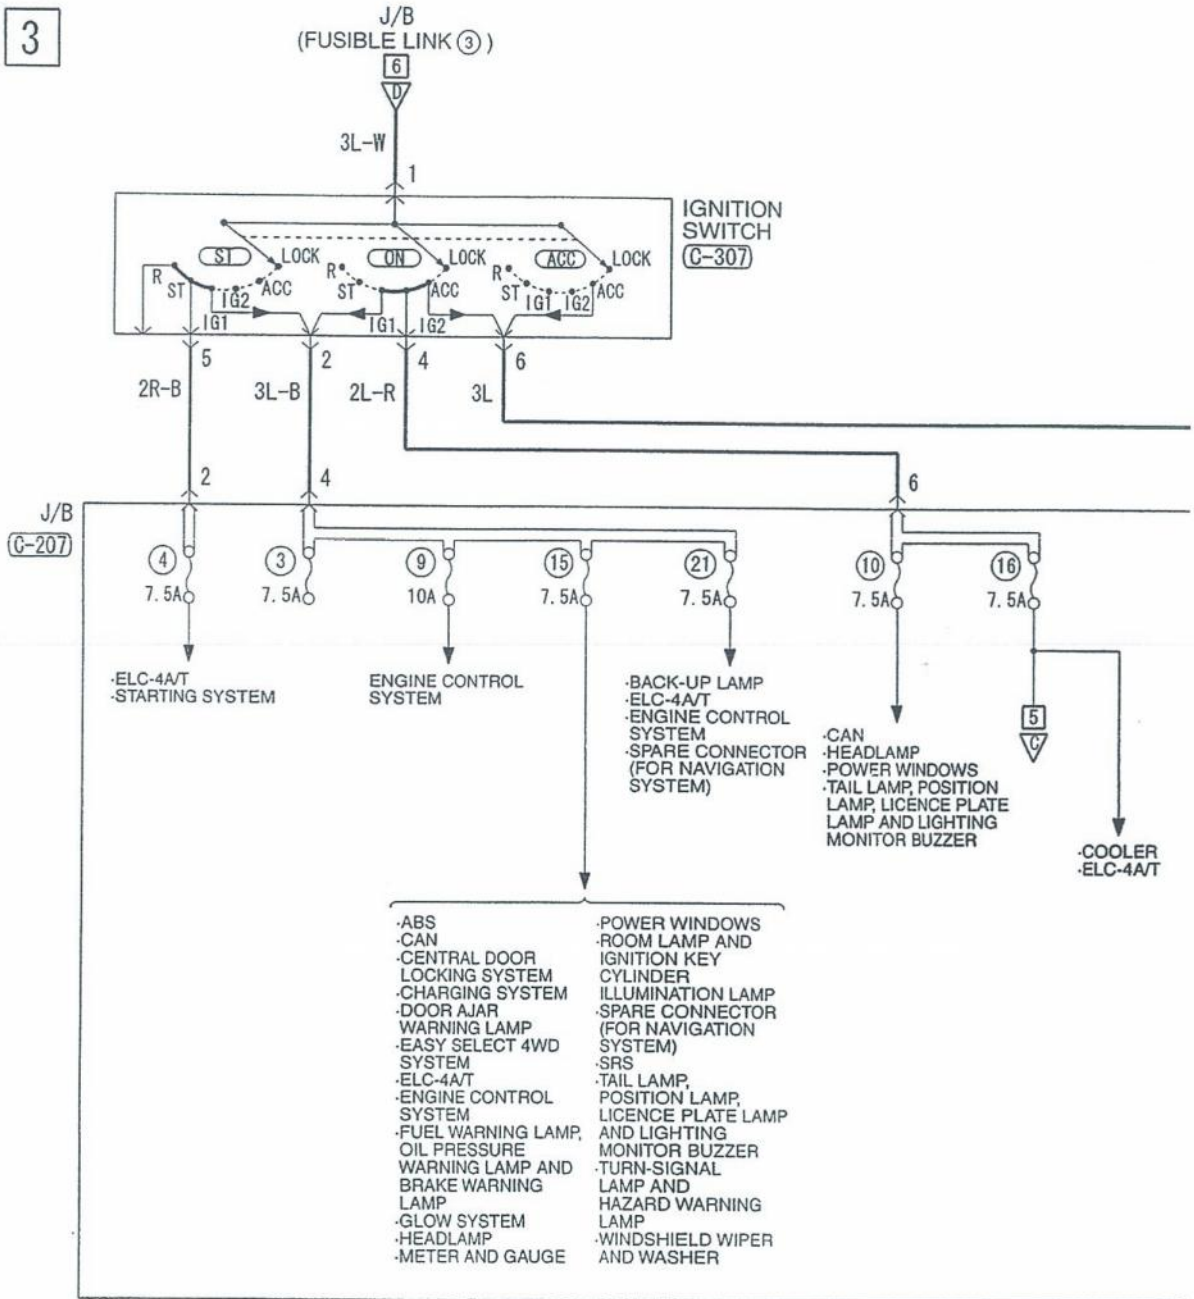 3
J/B
(FUSIBLE LINK ③)
6
D
3L-W
1
IGNITION
SWITCH
C-307
ST
LOCK
R
ST
IG1
IG2
ACC
ON
LOCK
R
ST
IG1
IG2
ACC
ACC
LOCK
R
ST
IG1
IG2
ACC
5
2
4
6
2R-B
3L-B
2L-R
3L
2
4
6
J/B
C-207
④
7.5A
③
7.5A
⑨
10A
⑮
7.5A
㉑
7.5A
⑩
7.5A
⑯
7.5A
·ELC-4A/T
·STARTING SYSTEM
ENGINE CONTROL
SYSTEM
·BACK-UP LAMP
·ELC-4A/T
·ENGINE CONTROL
SYSTEM
·SPARE CONNECTOR
(FOR NAVIGATION
SYSTEM)
·CAN
·HEADLAMP
·POWER WINDOWS
·TAIL LAMP, POSITION
LAMP, LICENCE PLATE
LAMP AND LIGHTING
MONITOR BUZZER
5
C
·COOLER
·ELC-4A/T
·ABS
·CAN
·CENTRAL DOOR
LOCKING SYSTEM
·CHARGING SYSTEM
·DOOR AJAR
WARNING LAMP
·EASY SELECT 4WD
SYSTEM
·ELC-4A/T
·ENGINE CONTROL
SYSTEM
·FUEL WARNING LAMP,
OIL PRESSURE
WARNING LAMP AND
BRAKE WARNING
LAMP
·GLOW SYSTEM
·HEADLAMP
·METER AND GAUGE
·POWER WINDOWS
·ROOM LAMP AND
IGNITION KEY
CYLINDER
ILLUMINATION LAMP
·SPARE CONNECTOR
(FOR NAVIGATION
SYSTEM)
·SRS
·TAIL LAMP,
POSITION LAMP,
LICENCE PLATE LAMP
AND LIGHTING
MONITOR BUZZER
·TURN-SIGNAL
LAMP AND
HAZARD WARNING
LAMP
·WINDSHIELD WIPER
AND WASHER